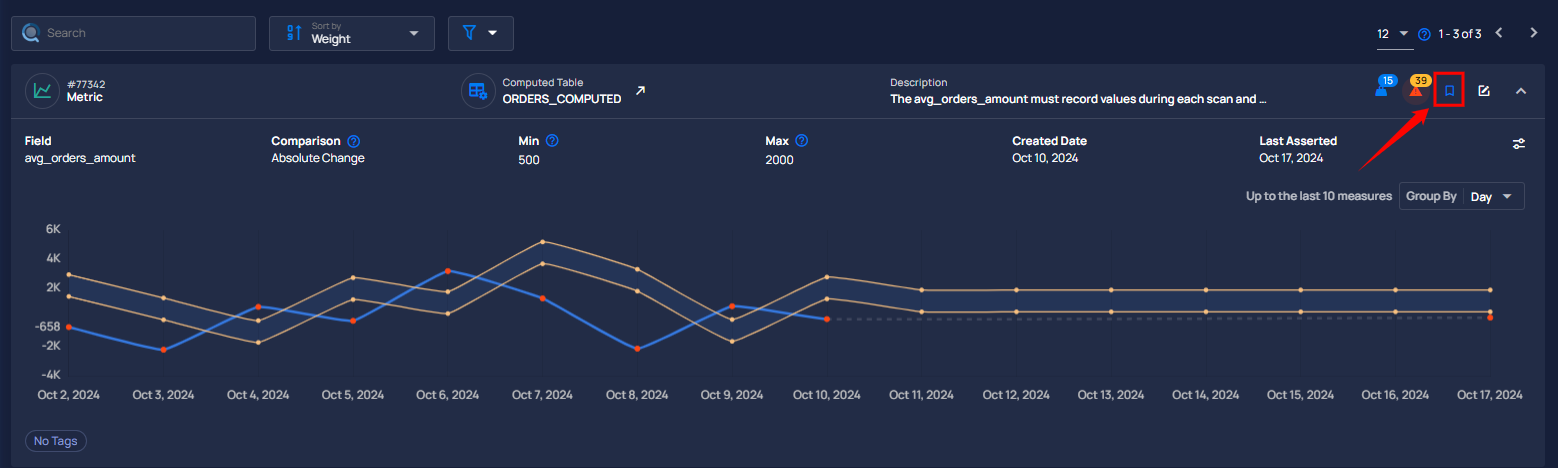 Search
Sort by
Weight
12
1 - 3 of 3
#77342
Metric
Computed Table
ORDERS_COMPUTED
Description
The avg_orders_amount must record values during each scan and ...
15
39
Field
avg_orders_amount
Comparison
Absolute Change
Min
500
Max
2000
Created Date
Oct 10, 2024
Last Asserted
Oct 17, 2024
Up to the last 10 measures
Group By
Day
6K
4K
2K
-658
-2K
-4K
Oct 2, 2024
Oct 3, 2024
Oct 4, 2024
Oct 5, 2024
Oct 6, 2024
Oct 7, 2024
Oct 8, 2024
Oct 9, 2024
Oct 10, 2024
Oct 11, 2024
Oct 12, 2024
Oct 13, 2024
Oct 14, 2024
Oct 15, 2024
Oct 16, 2024
Oct 17, 2024
No Tags